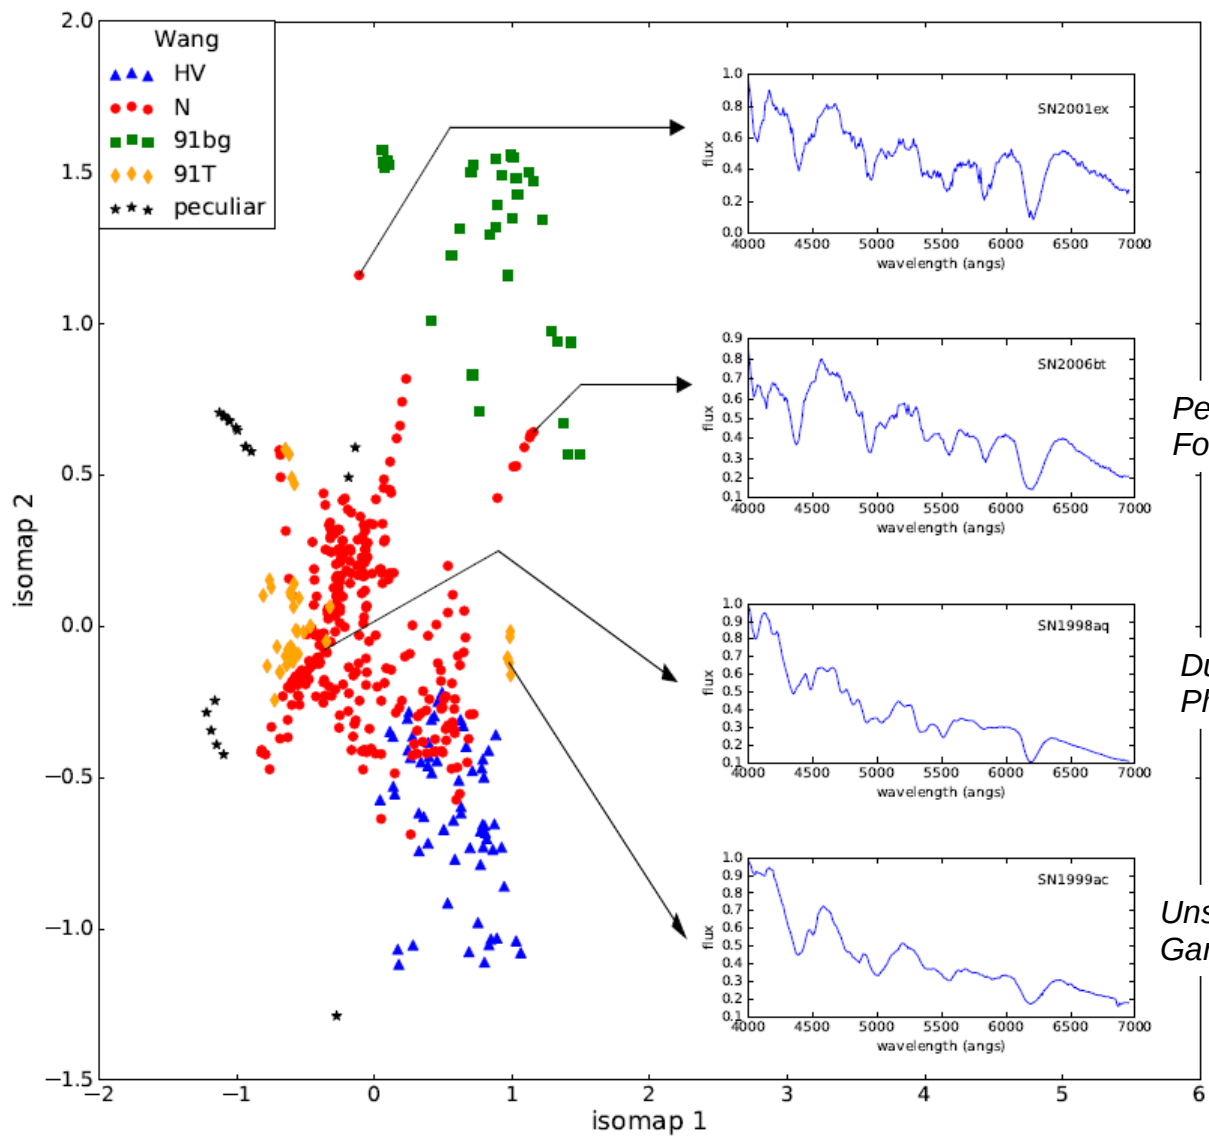 Wang
HV
N
91bg
91T
peculiar
2.0
1.5
1.0
0.5
0.0
−0.5
−1.0
−1.5
isomap 2
−2
−1
0
1
2
3
4
5
6
isomap 1
SN2001ex
1.0
0.8
0.6
0.4
0.2
0.0
flux
4000 4500 5000 5500 6000 6500 7000
wavelength (angs)
SN2006bt
0.9
0.8
0.7
0.6
0.5
0.4
0.3
0.2
0.1
flux
4000 4500 5000 5500 6000 6500 7000
wavelength (angs)
SN1998aq
1.0
0.9
0.8
0.7
0.6
0.5
0.4
0.3
0.2
0.1
flux
4000 4500 5000 5500 6000 6500 7000
wavelength (angs)
SN1999ac
1.0
0.9
0.8
0.7
0.6
0.5
0.4
0.3
0.2
0.1
flux
4000 4500 5000 5500 6000 6500 7000
wavelength (angs)
Pe
Fo
Ph
Uns
Gar